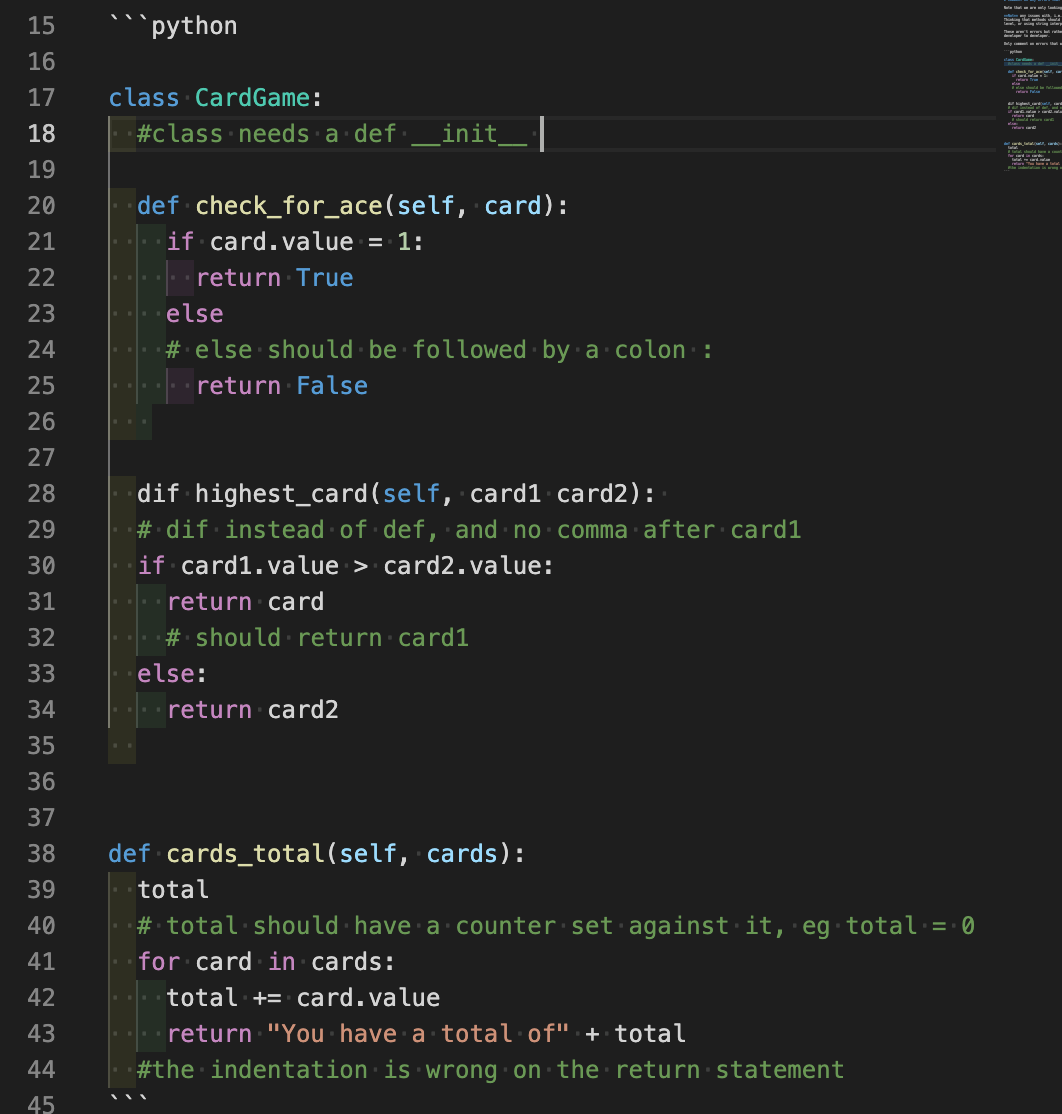 15 ```python
16
17 class CardGame:
18 #class needs a def __init__
19
20 def check_for_ace(self, card):
21 if card.value = 1:
22 return True
23 else
24 # else should be followed by a colon :
25 return False
26
27
28 dif highest_card(self, card1 card2):
29 # dif instead of def, and no comma after card1
30 if card1.value > card2.value:
31 return card
32 # should return card1
33 else:
34 return card2
35
36
37
38 def cards_total(self, cards):
39 total
40 # total should have a counter set against it, eg total = 0
41 for card in cards:
42 total += card.value
43 return "You have a total of" + total
44 #the indentation is wrong on the return statement
45 ```